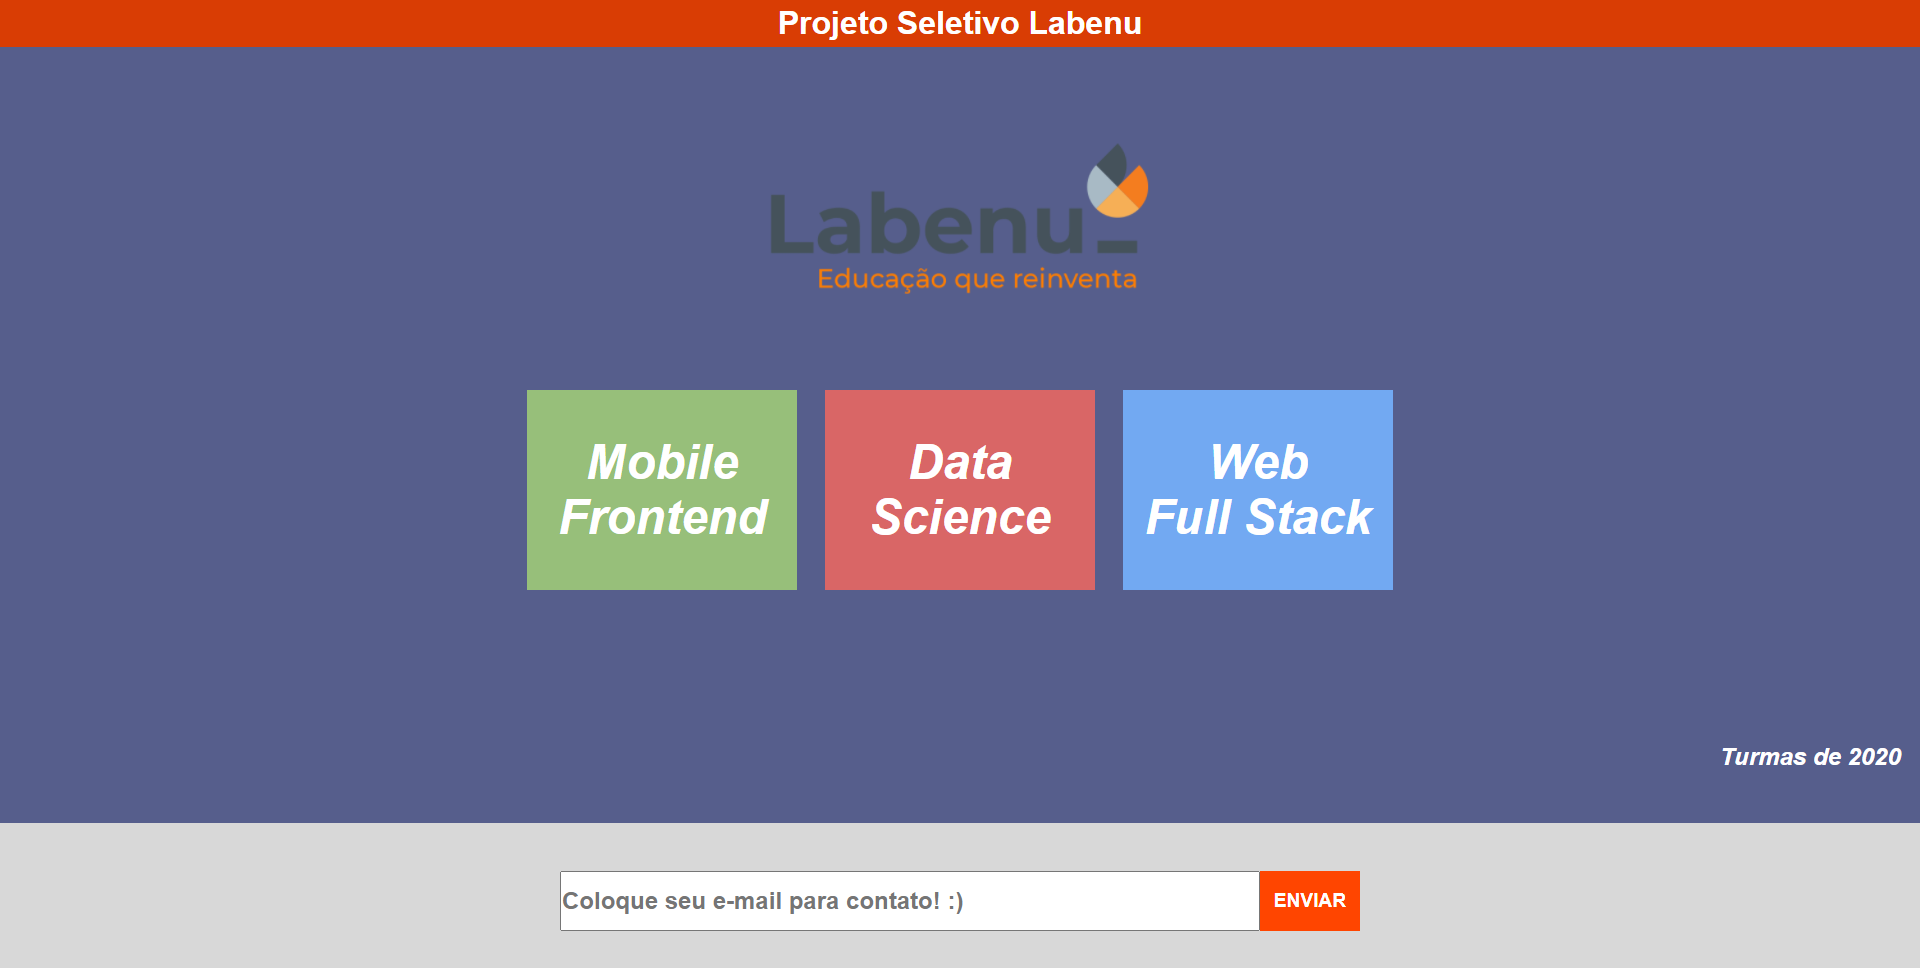 Projeto Seletivo Labenu
Labenu_
Educação que reinventa
Mobile
Frontend
Data
Science
Web
Full Stack
Turmas de 2020
Coloque seu e-mail para contato! :)
ENVIAR